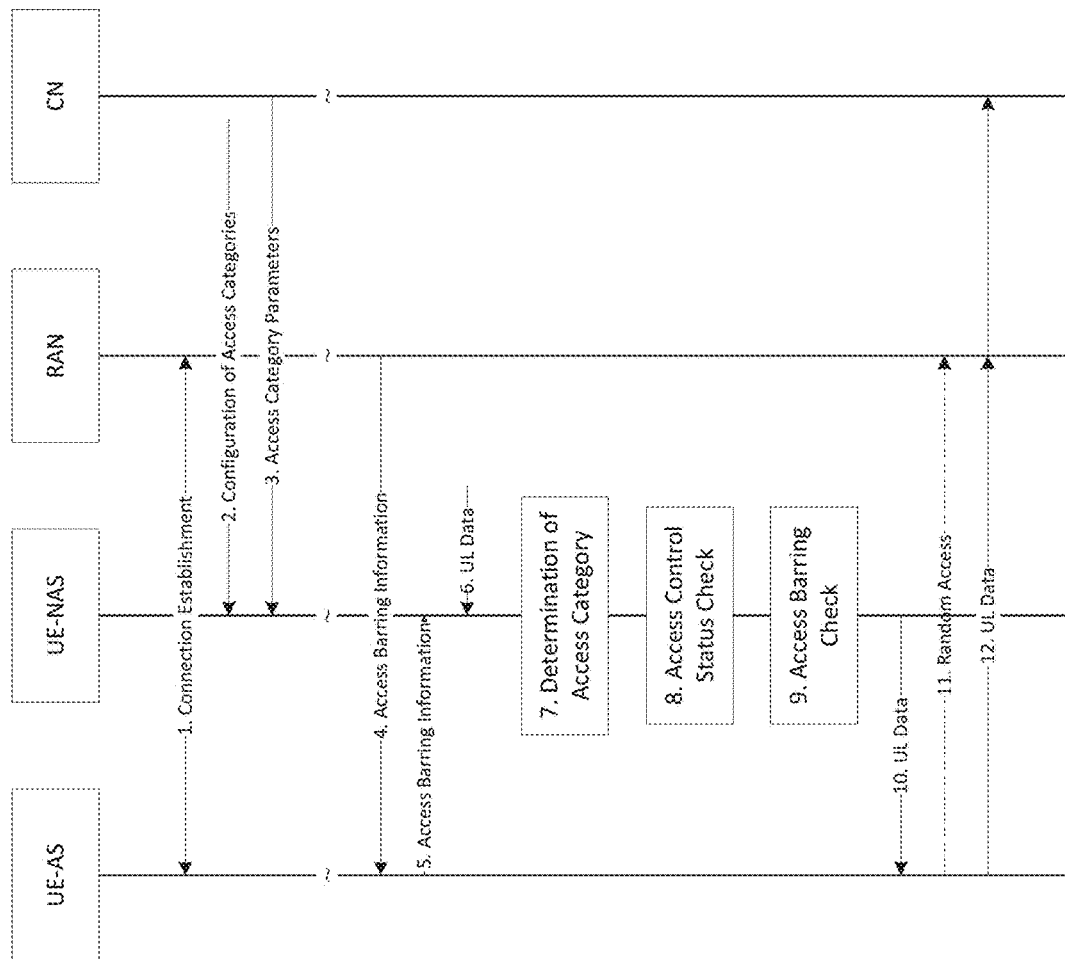 UE-AS
UE-NAS
RAN
CN
1. Connection Establishment
2. Configuration of Access Categories
3. Access Category Parameters
4. Access Barring Information
5. Access Barring Information
6. UL Data
7. Determination of
Access Category
8. Access Control
Status Check
9. Access Barring
Check
10. UL Data
11. Random Access
12. UL Data